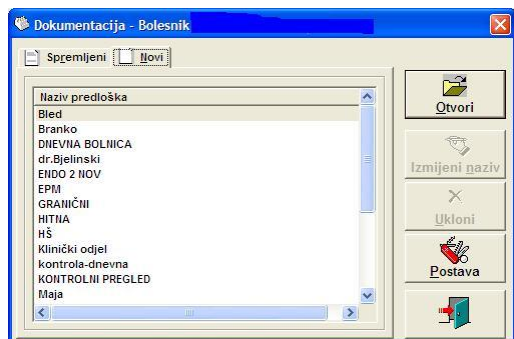 Dokumentacija - Bolesnik
Spremljeni
Novi
Naziv predloška
Bled
Branko
DNEVNA BOLNICA
dr.Bjelinski
ENDO 2 NOV
EPM
GRANIČNI
HITNA
HŠ
Klinički odjel
kontrola-dnevna
KONTROLNI PREGLED
Maja
Otvori
Izmijeni naziv
Ukloni
Postava